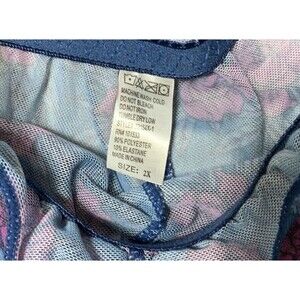 MACHINE WASH COLD
DO NOT BLEACH
DO NOT IRON
TUMBLE DRY LOW
90% POLYESTER
10% ELASTANE
MADE IN CHINA
SIZE: 2X